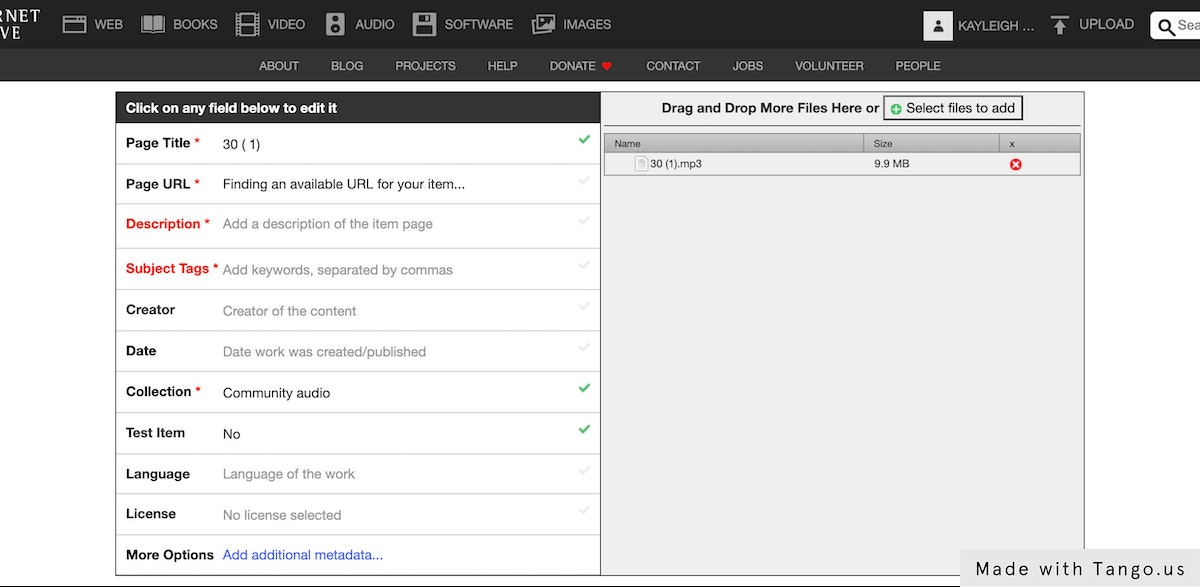 RNET
VE
WEB BOOKS VIDEO AUDIO SOFTWARE IMAGES KAYLEIGH ... UPLOAD Sea
ABOUT BLOG PROJECTS HELP DONATE CONTACT JOBS VOLUNTEER PEOPLE
Click on any field below to edit it
Page Title * 30 ( 1)
Page URL * Finding an available URL for your item...
Description * Add a description of the item page
Subject Tags * Add keywords, separated by commas
Creator Creator of the content
Date Date work was created/published
Collection * Community audio
Test Item No
Language Language of the work
License No license selected
More Options Add additional metadata...
Drag and Drop More Files Here or Select files to add
Name Size x
30 (1).mp3 9.9 MB
Made with Tango.us